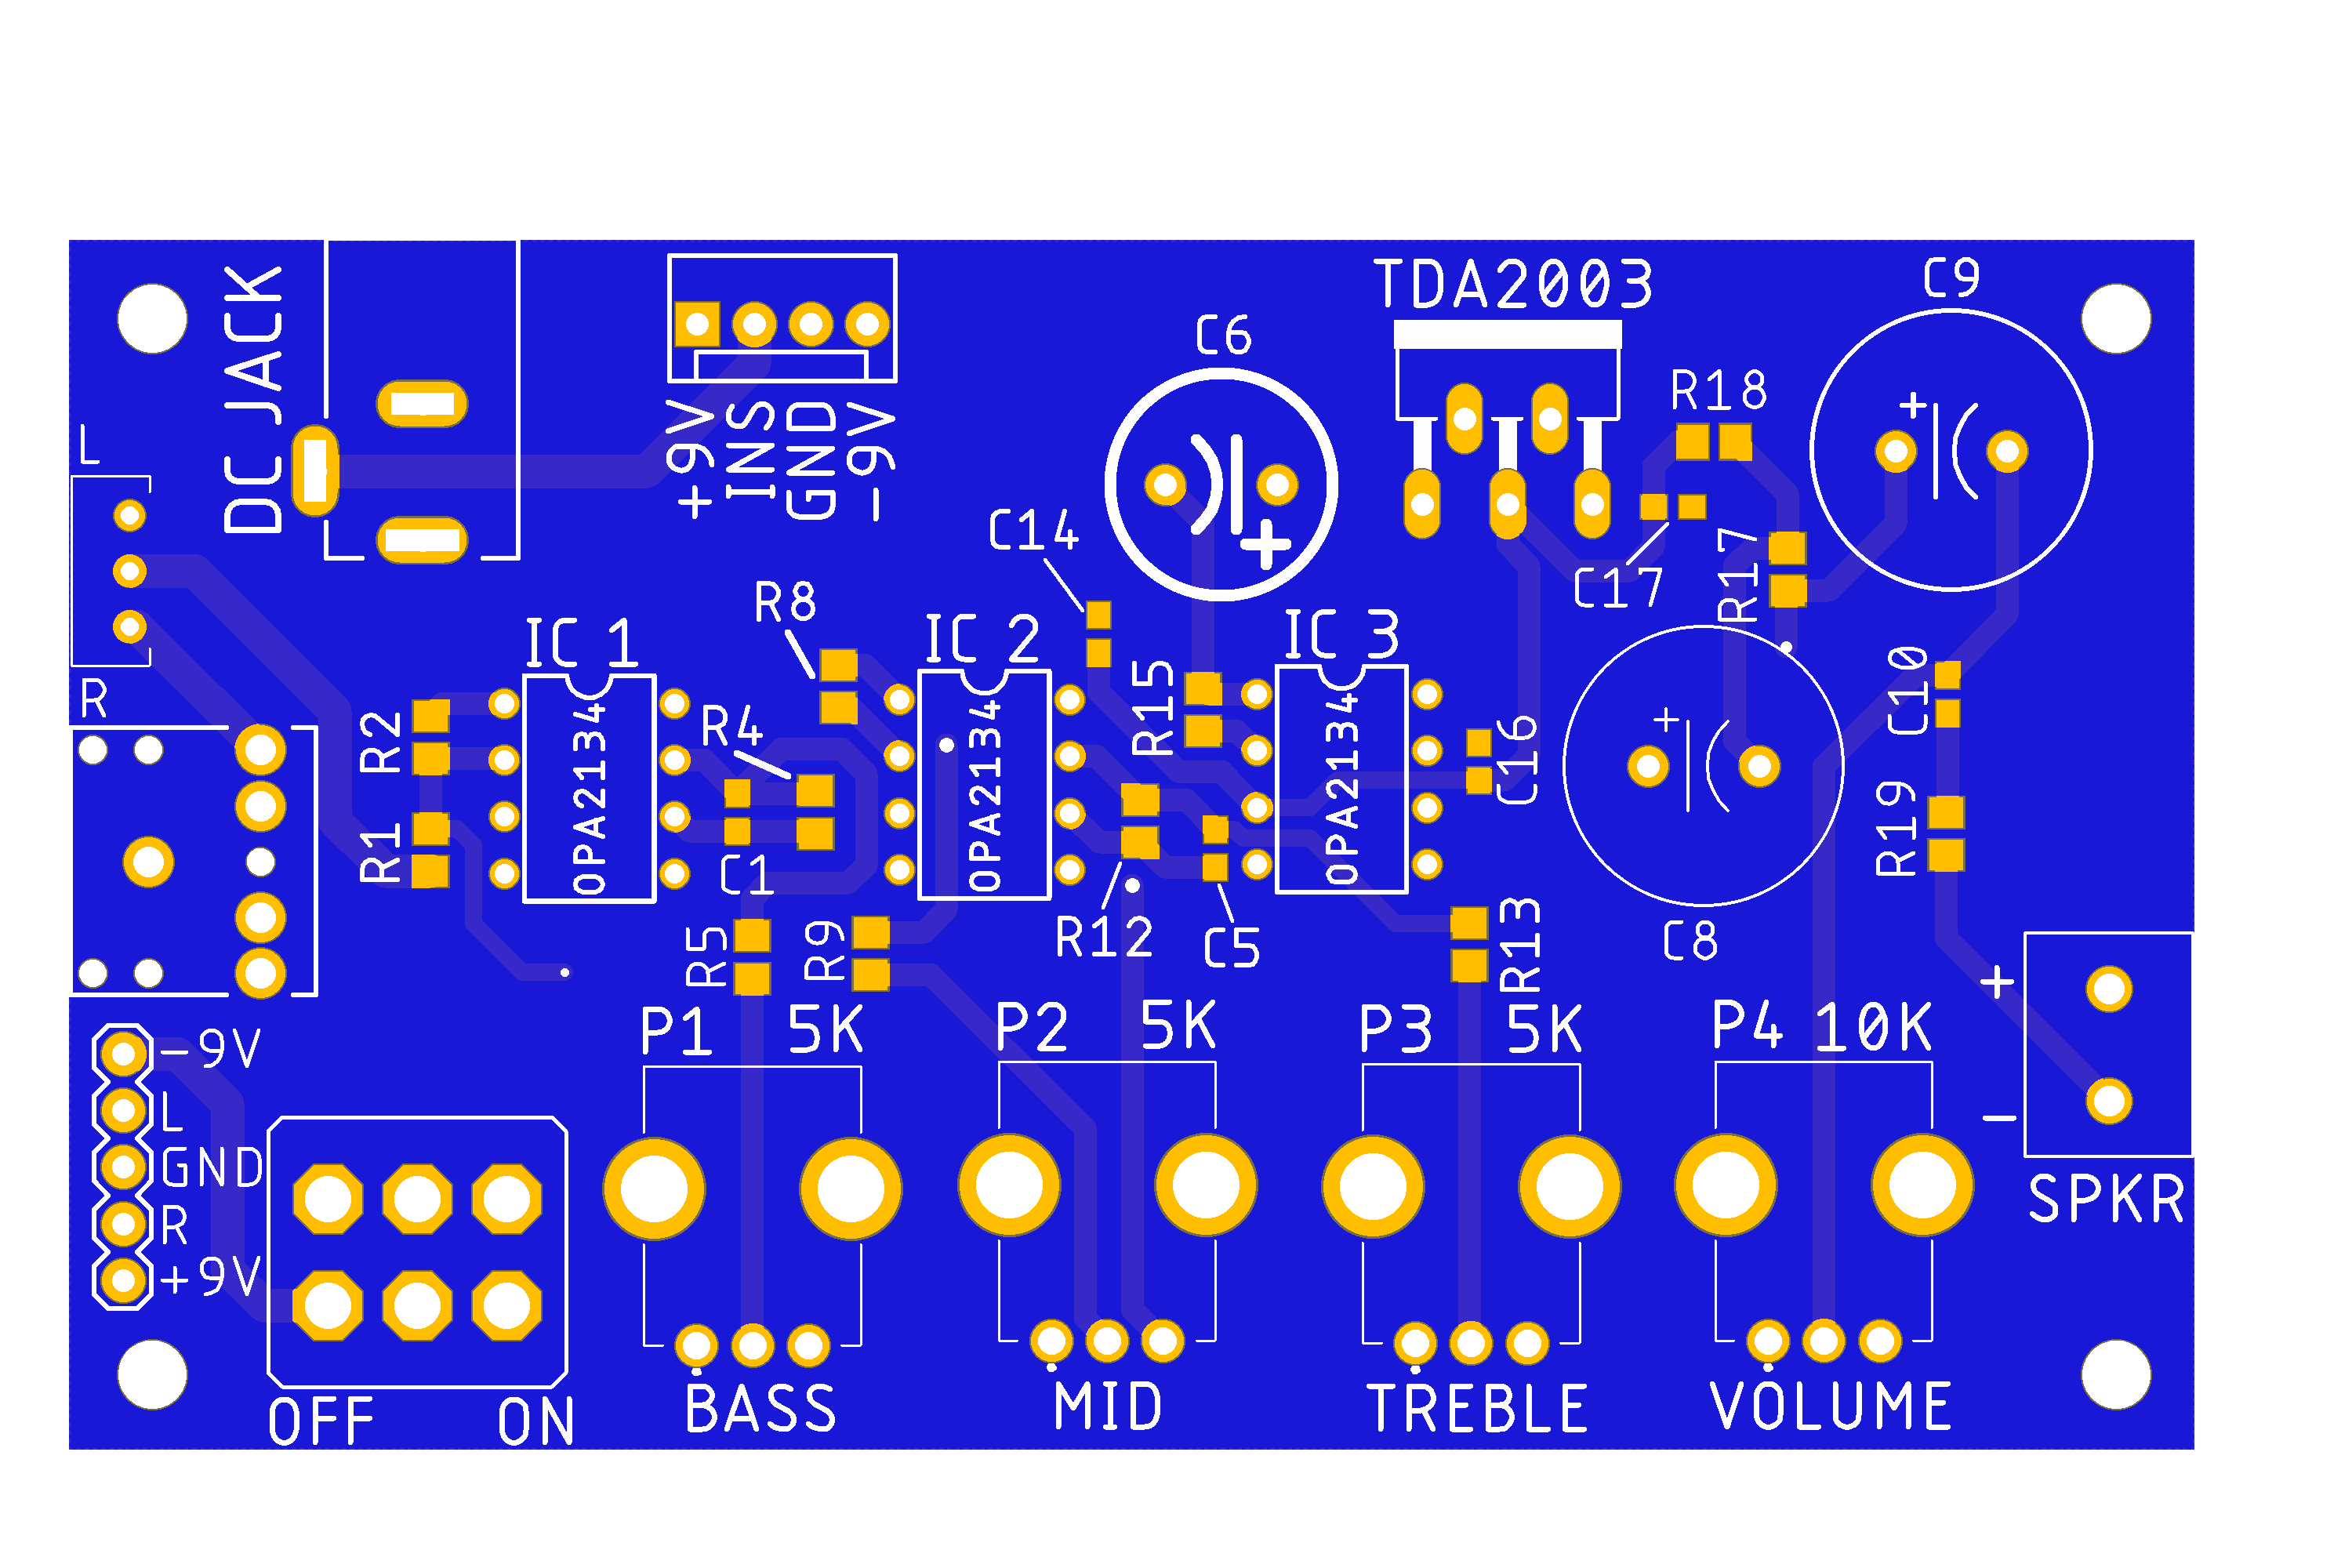 DC JACK
+9V
INS
GND
-9V
C6
TDA2003
C9
R18
L
C14
C17
R17
R8
IC 1
IC 2
IC 3
R
R2
R4
R15
C16
C10
OPA2134
OPA2134
OPA2134
R1
C1
R19
R5
R9
R12
C5
R13
C8
P1 5K
P2 5K
P3 5K
P4 10K
+
-
-9V
L
GND
R
+9V
SPKR
OFF ON
BASS
MID
TREBLE
VOLUME